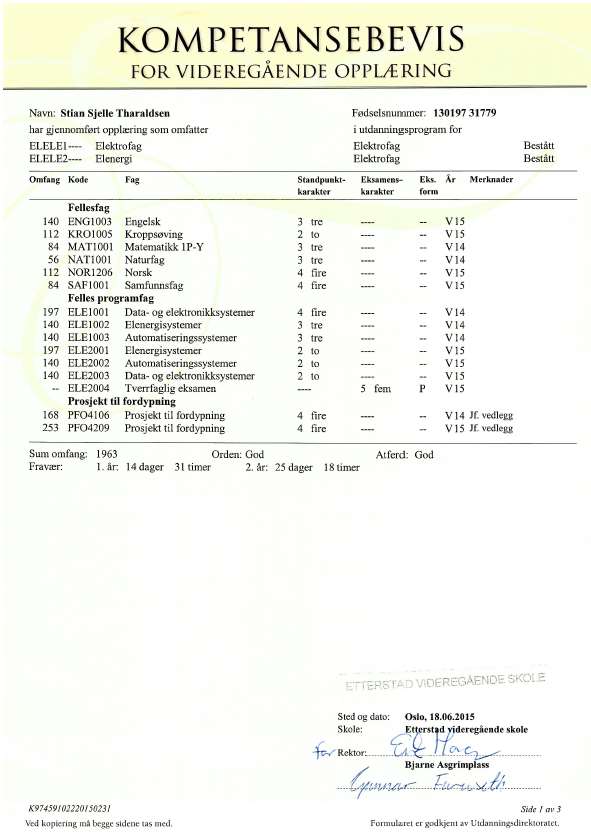 KOMPETANSEBEVIS
FOR VIDEREGÅENDE OPPLÆRING
Navn: Stian Sjelle Tharaldsen Fødselsnummer: 130197 31779
har gjennomført opplæring som omfatter i utdanningsprogram for
ELELE1---- Elektrofag Elektrofag Bestått
ELELE2---- Elenergi Elektrofag Bestått
Omfang Kode Fag Standpunkt- Eksamens- Eks. År Merknader
karakter karakter form
Fellesfag
140 ENG1003 Engelsk 3 tre ---- -- V15
112 KRO1005 Kroppsøving 2 to ---- -- V15
84 MAT1001 Matematikk 1P-Y 3 tre ---- -- V14
56 NAT1001 Naturfag 3 tre ---- -- V14
112 NOR1206 Norsk 4 fire ---- -- V15
84 SAF1001 Samfunnsfag 4 fire ---- -- V15
Felles programfag
197 ELE1001 Data- og elektronikksystemer 4 fire ---- -- V14
140 ELE1002 Elenergisystemer 3 tre ---- -- V14
140 ELE1003 Automatiseringssystemer 3 tre ---- -- V14
197 ELE2001 Elenergisystemer 2 to ---- -- V15
140 ELE2002 Automatiseringssystemer 2 to ---- -- V15
140 ELE2003 Data- og elektronikksystemer 2 to ---- -- V15
-- ELE2004 Tverrfaglig eksamen ---- 5 fem P V15
Prosjekt til fordypning
168 PFO4106 Prosjekt til fordypning 4 fire ---- -- V14 Jf. vedlegg
253 PFO4209 Prosjekt til fordypning 4 fire ---- -- V15 Jf. vedlegg
Sum omfang: 1963 Orden: God Atferd: God
Fravær: 1. år: 14 dager 31 timer 2. år: 25 dager 18 timer
ETTERSTAD VIDEREGÅENDE SKOLE
Sted og dato: Oslo, 18.06.2015
Skole: Etterstad videregående skole
for Rektor:
Bjarne Asgrimplass
Gunnar
K97459102220150231 Side 1 av 3
Ved kopiering må begge sidene tas med. Formularet er godkjent av Utdanningsdirektoratet.